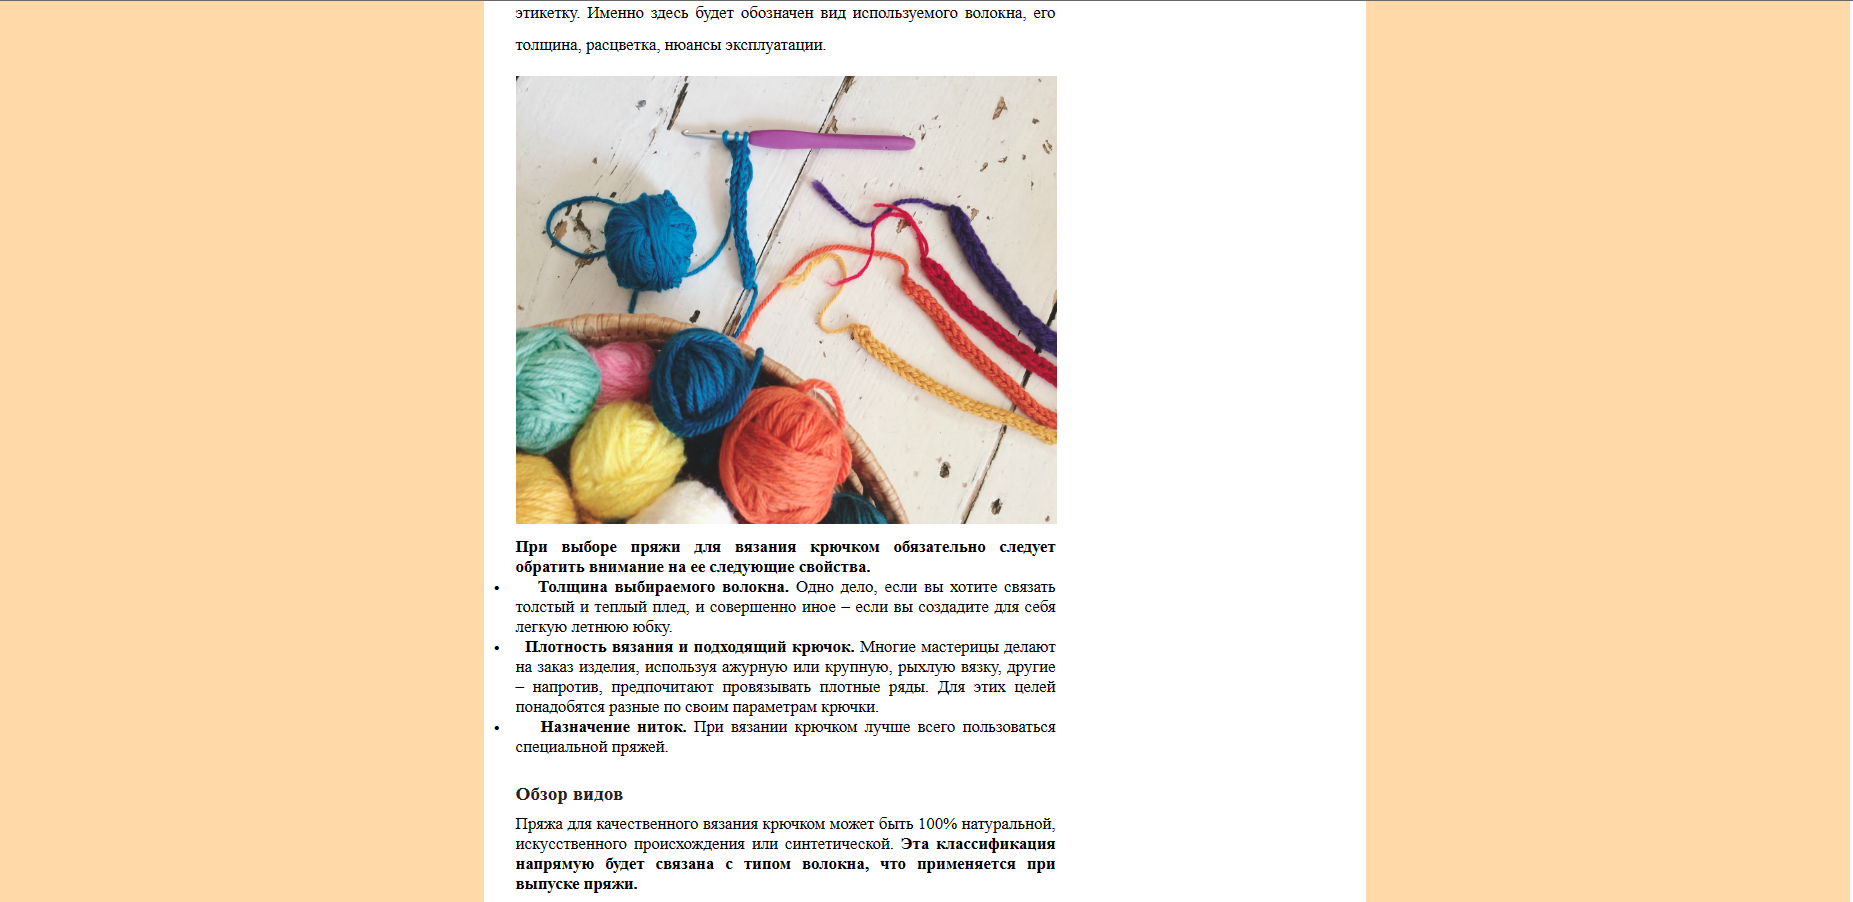 этикетку. Именно здесь будет обозначен вид используемого волокна, его
толщина, расцветка, нюансы эксплуатации.
При выборе пряжи для вязания крючком обязательно следует
обратить внимание на ее следующие свойства.
• Толщина выбираемого волокна. Одно дело, если вы хотите связать
толстый и теплый плед, и совершенно иное – если вы создадите для себя
легкую летнюю юбку.
• Плотность вязания и подходящий крючок. Многие мастерицы делают
на заказ изделия, используя ажурную или крупную, рыхлую вязку, другие
– напротив, предпочитают провязывать плотные ряды. Для этих целей
понадобятся разные по своим параметрам крючки.
• Назначение ниток. При вязании крючком лучше всего пользоваться
специальной пряжей.
Обзор видов
Пряжа для качественного вязания крючком может быть 100% натуральной,
искусственного происхождения или синтетической. Эта классификация
напрямую будет связана с типом волокна, что применяется при
выпуске пряжи.